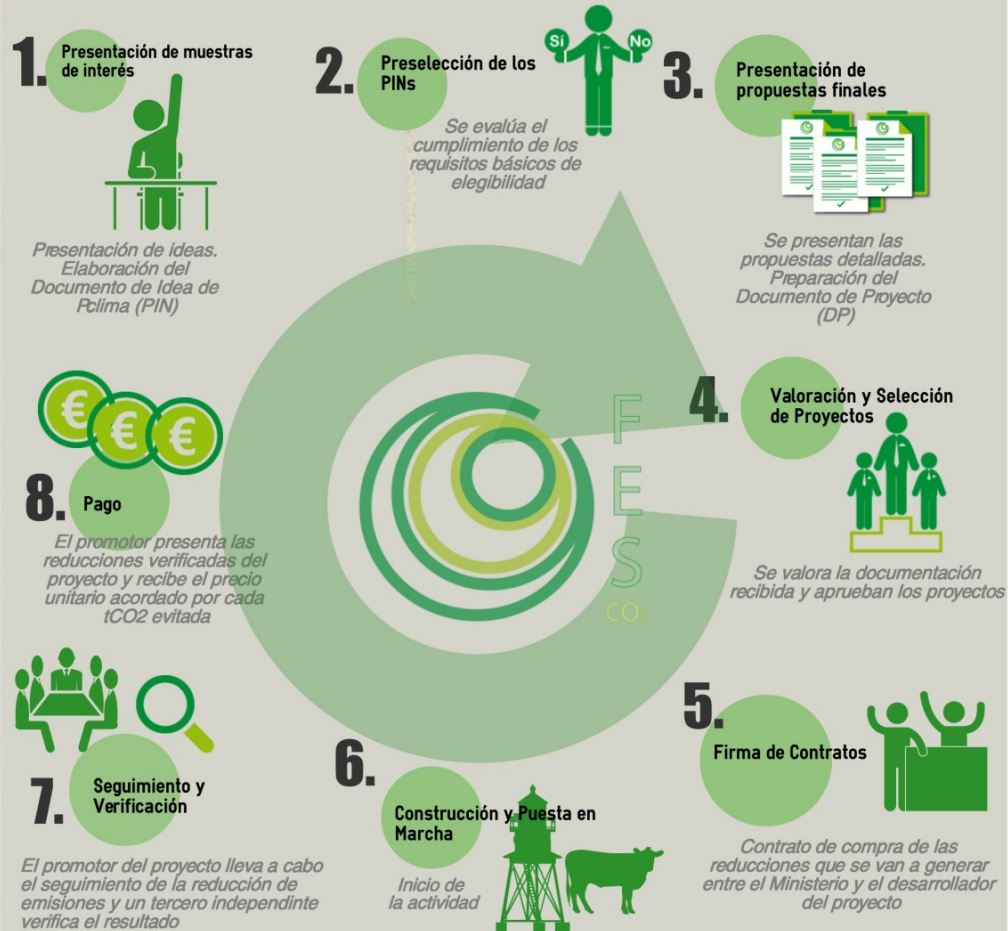 1.
Presentación de muestras
de interés
Presentación de ideas.
Elaboración del
Documento de Idea de
Pclima (PIN)
2.
Preselección de los
PINs
Sí
No
Se evalúa el
cumplimiento de los
requisitos básicos de
elegibilidad
3.
Presentación de
propuestas finales
Se presentan las
propuestas detalladas.
Preparación del
Documento de Proyecto
(DP)
4.
Valoración y Selección
de Proyectos
Se valora la documentación
recibida y aprueban los proyectos
5.
Firma de Contratos
Contrato de compra de las
reducciones que se van a generar
entre el Ministerio y el desarrollador
del proyecto
6.
Construcción y Puesta en
Marcha
Inicio de
la actividad
7.
Seguimiento y
Verificación
El promotor del proyecto lleva a cabo
el seguimiento de la reducción de
emisiones y un tercero independinte
verifica el resultado
8.
€
€
€
Pago
El promotor presenta las
reducciones verificadas del
proyecto y recibe el precio
unitario acordado por cada
tCO2 evitada
F
E
S
CO₂